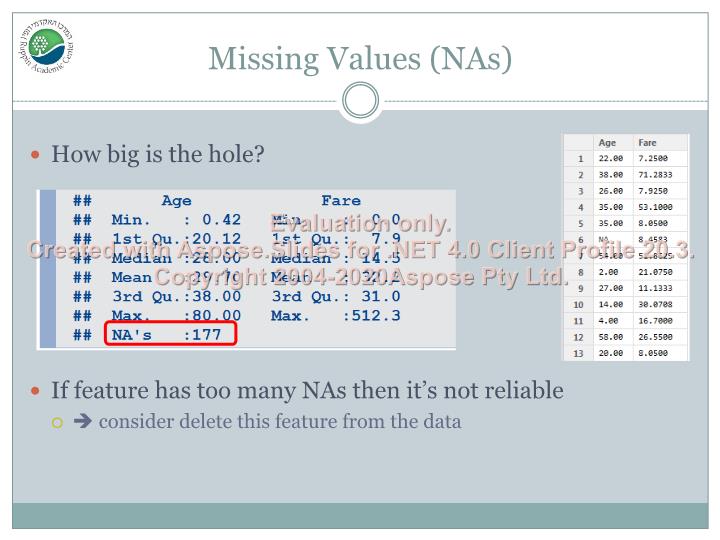 Ruppin Academic Center
Missing Values (NAs)
How big is the hole?
## Age Fare
## Min. : 0.42 Min. : 0.0
## 1st Qu.:20.12 1st Qu.: 7.9
## Median :28.00 Median : 14.5
## Mean :29.70 Mean : 32.2
## 3rd Qu.:38.00 3rd Qu.: 31.0
## Max. :80.00 Max. :512.3
## NA's :177
Evaluation only.
Created with Aspose.Slides for .NET 4.0 Client Profile 20.3.
Copyright 2004-2020Aspose Pty Ltd.
Age Fare
1 22.00 7.2500
2 38.00 71.2833
3 26.00 7.9250
4 35.00 53.1000
5 35.00 8.0500
6 NA 8.4583
7 54.00 51.8625
8 2.00 21.0750
9 27.00 11.1333
10 14.00 30.0708
11 4.00 16.7000
12 58.00 26.5500
13 20.00 8.0500
If feature has too many NAs then it’s not reliable
➔ consider delete this feature from the data